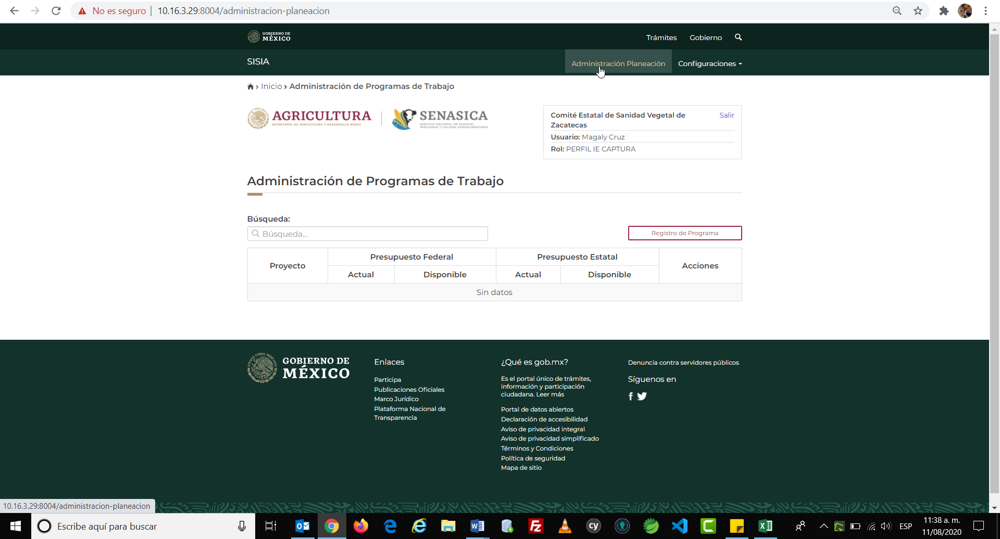 No es seguro | 10.16.3.29:8004/administracion-planeacion
GOBIERNO DE
MÉXICO
Trámites Gobierno
SISIA
Administración Planeación Configuraciones
> Inicio > Administración de Programas de Trabajo
AGRICULTURA
SECRETARÍA DE AGRICULTURA Y DESARROLLO RURAL
SENASICA
SERVICIO NACIONAL DE SANIDAD,
INOCUIDAD Y CALIDAD AGROALIMENTARIA
Comité Estatal de Sanidad Vegetal de
Zacatecas
Salir
Usuario: Magaly Cruz
Rol: PERFIL IE CAPTURA
Administración de Programas de Trabajo
Búsqueda:
Búsqueda...
Registro de Programa
Proyecto Presupuesto Federal Presupuesto Estatal Acciones
Actual Disponible Actual Disponible
Sin datos
ESTADOS UNIDOS MEXICANOS
GOBIERNO DE
MÉXICO
Enlaces
Participa
Publicaciones Oficiales
Marco Jurídico
Plataforma Nacional de
Transparencia
¿Qué es gob.mx?
Es el portal único de trámites,
información y participación
ciudadana. Leer más
Portal de datos abiertos
Declaración de accesibilidad
Aviso de privacidad integral
Aviso de privacidad simplificado
Términos y Condiciones
Política de seguridad
Mapa de sitio
Denuncia contra servidores públicos
Síguenos en
10.16.3.29:8004/administracion-planeacion
Escribe aquí para buscar
ESP
11:38 a. m.
11/08/2020